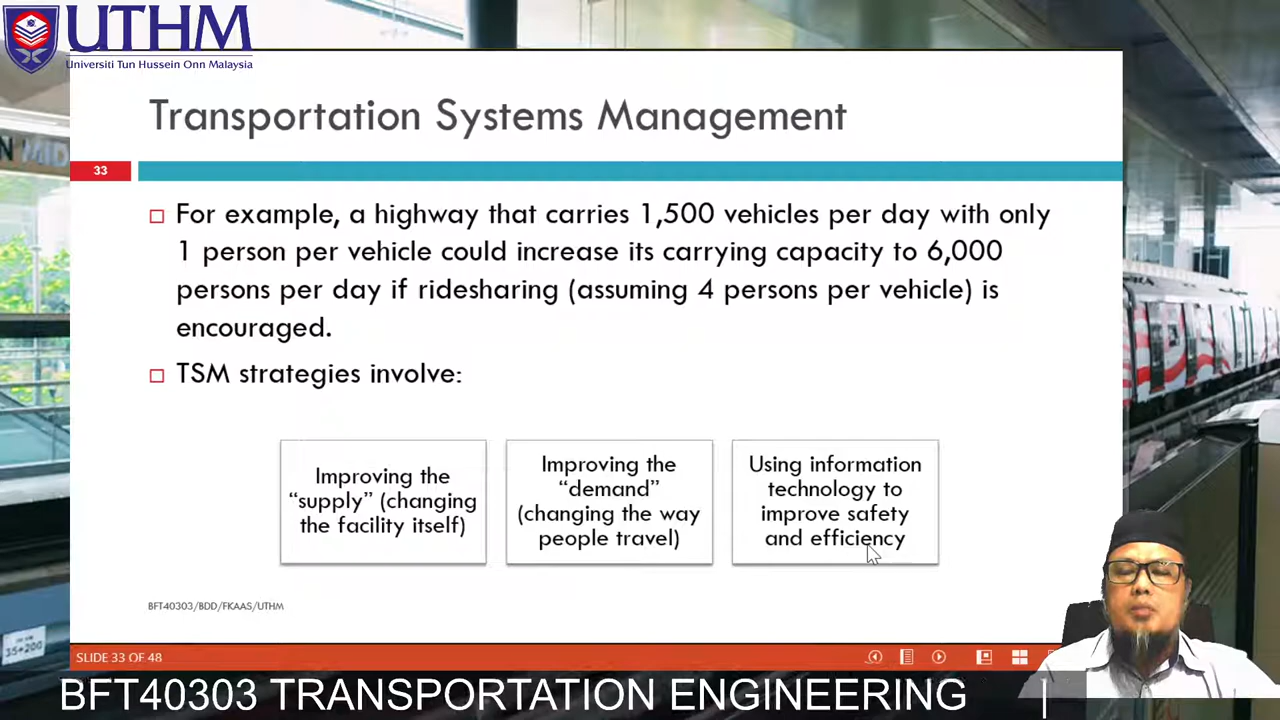 UTHM
Universiti Tun Hussein Onn Malaysia
N MID
Transportation Systems Management
33
For example, a highway that carries 1,500 vehicles per day with only
1 person per vehicle could increase its carrying capacity to 6,000
persons per day if ridesharing (assuming 4 persons per vehicle) is
encouraged.
TSM strategies involve:
Improving the
“supply” (changing
the facility itself)
Improving the
“demand”
(changing the way
people travel)
Using information
technology to
improve safety
and efficiency
BFT40303/BDD/FKAAS/UTHM
35+200
SLIDE 33 OF 48
BFT40303 TRANSPORTATION ENGINEERING |